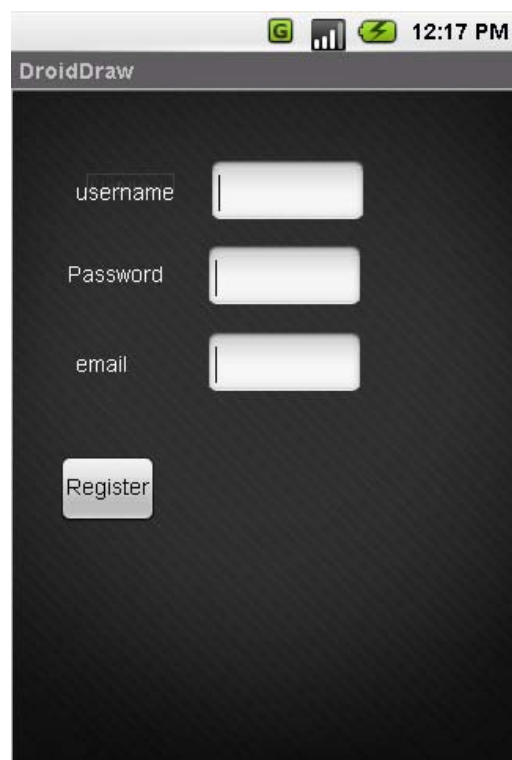 G 12:17 PM
DroidDraw
username
Password
email
Register